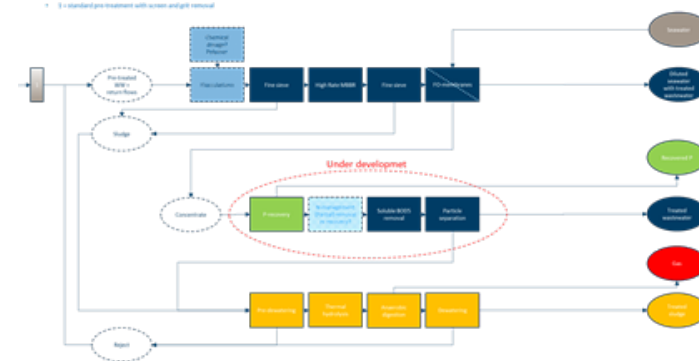 1 = standard pre-treatment with screen and grit removal
Chemical
dosage?
Polymer
Seawater
Pre-treated
WW +
return flows
Flocculations
Fine sieve
High Rate MBBR
Fine sieve
FO-membranes
Diluted
seawater
with treated
wastewater
Sludge
Under developmet
Recovered P
Concentrate
P-recovery
Soluble BOD5
removal
Particle
separation
Treated
wastewater
Gas
Pre-dewatering
Thermal
hydrolysis
Anaerobic
digestion
Dewatering
Treated
sludge
Reject